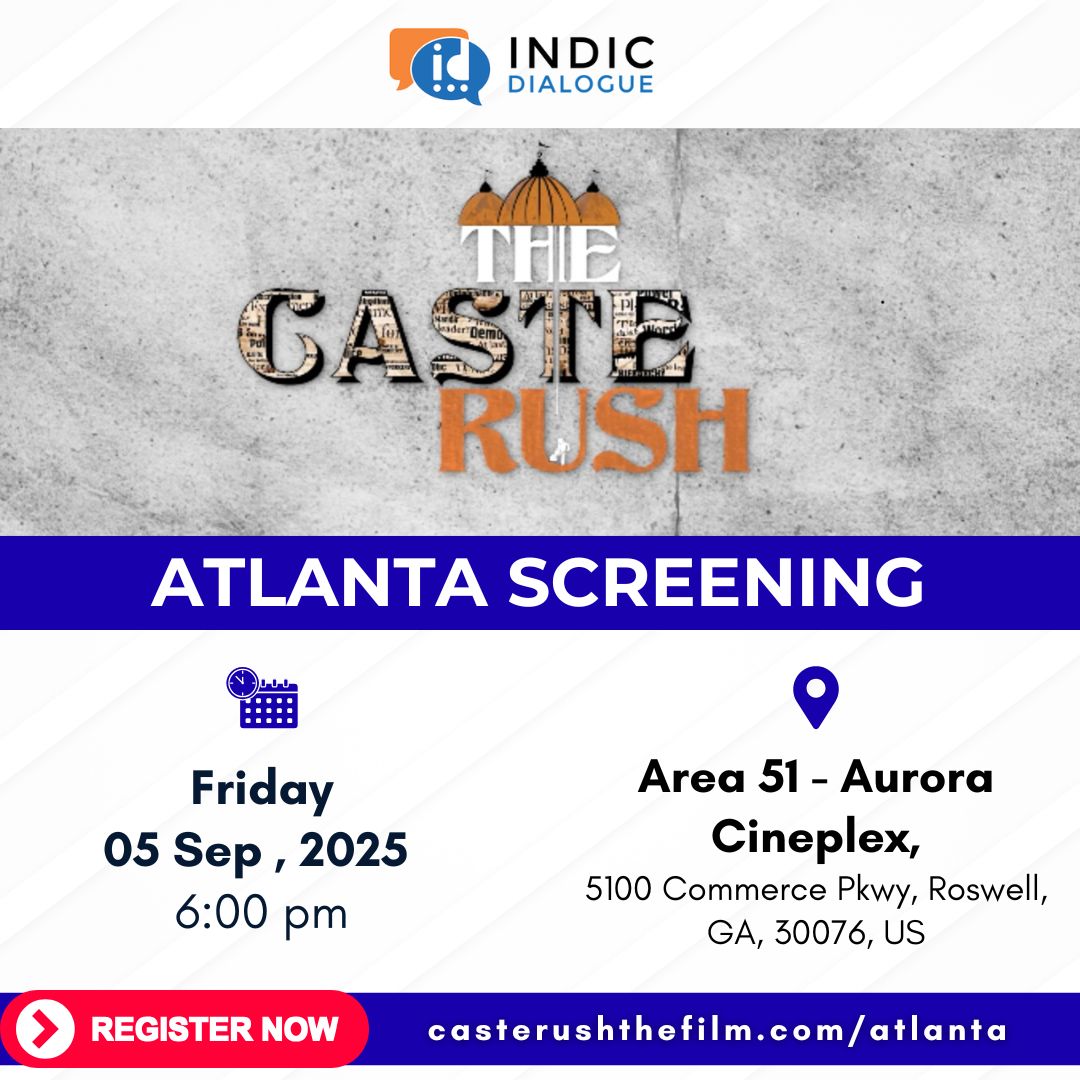 id
INDIC
DIALOGUE
THE
CASTE
RUSH
ATLANTA SCREENING
Friday
05 Sep , 2025
6:00 pm
Area 51 - Aurora
Cineplex,
5100 Commerce Pkwy, Roswell,
GA, 30076, US
REGISTER NOW
casterushthefilm.com/atlanta